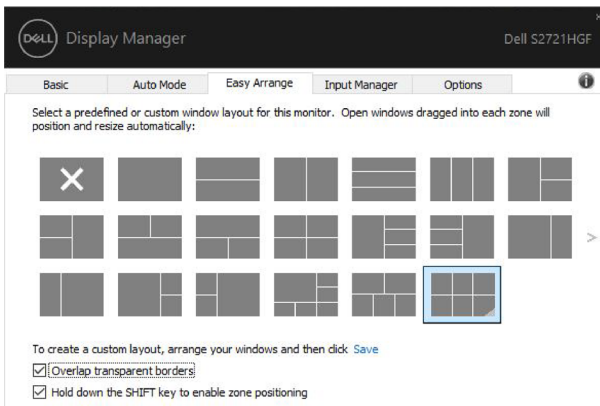 DELL Display Manager Dell S2721HGF
Basic Auto Mode Easy Arrange Input Manager Options
Select a predefined or custom window layout for this monitor. Open windows dragged into each zone will
position and resize automatically:
To create a custom layout, arrange your windows and then click Save
Overlap transparent borders
Hold down the SHIFT key to enable zone positioning